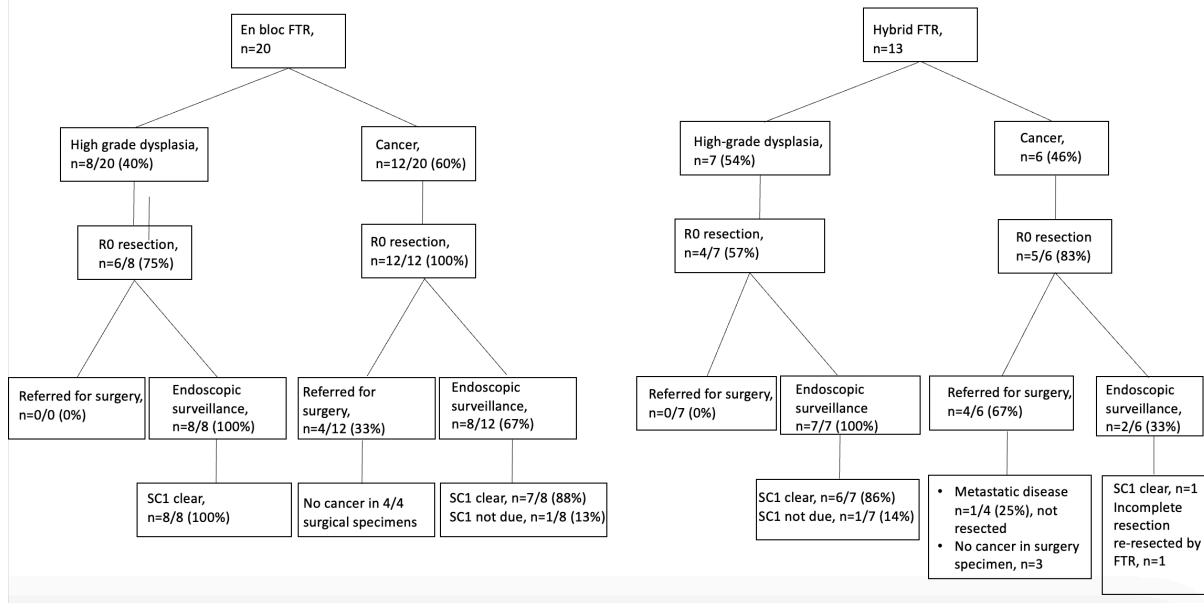 En bloc FTR,
n=20
High grade dysplasia,
n=8/20 (40%)
Cancer,
n=12/20 (60%)
R0 resection,
n=6/8 (75%)
R0 resection,
n=12/12 (100%)
Referred for surgery,
n=0/0 (0%)
Endoscopic
surveillance,
n=8/8 (100%)
Referred for
surgery,
n=4/12 (33%)
Endoscopic
surveillance,
n=8/12 (67%)
SC1 clear,
n=8/8 (100%)
No cancer in 4/4
surgical specimens
SC1 clear, n=7/8 (88%)
SC1 not due, n=1/8 (13%)
Hybrid FTR,
n=13
High-grade dysplasia,
n=7 (54%)
Cancer,
n=6 (46%)
R0 resection,
n=4/7 (57%)
R0 resection
n=5/6 (83%)
Referred for surgery,
n=0/7 (0%)
Endoscopic
surveillance
n=7/7 (100%)
Referred for surgery,
n=4/6 (67%)
Endoscopic
surveillance,
n=2/6 (33%)
SC1 clear, n=6/7 (86%)
SC1 not due, n=1/7 (14%)
• Metastatic disease
n=1/4 (25%), not
resected
• No cancer in surgery
specimen, n=3
SC1 clear, n=1
Incomplete
resection
re-resected by
FTR, n=1